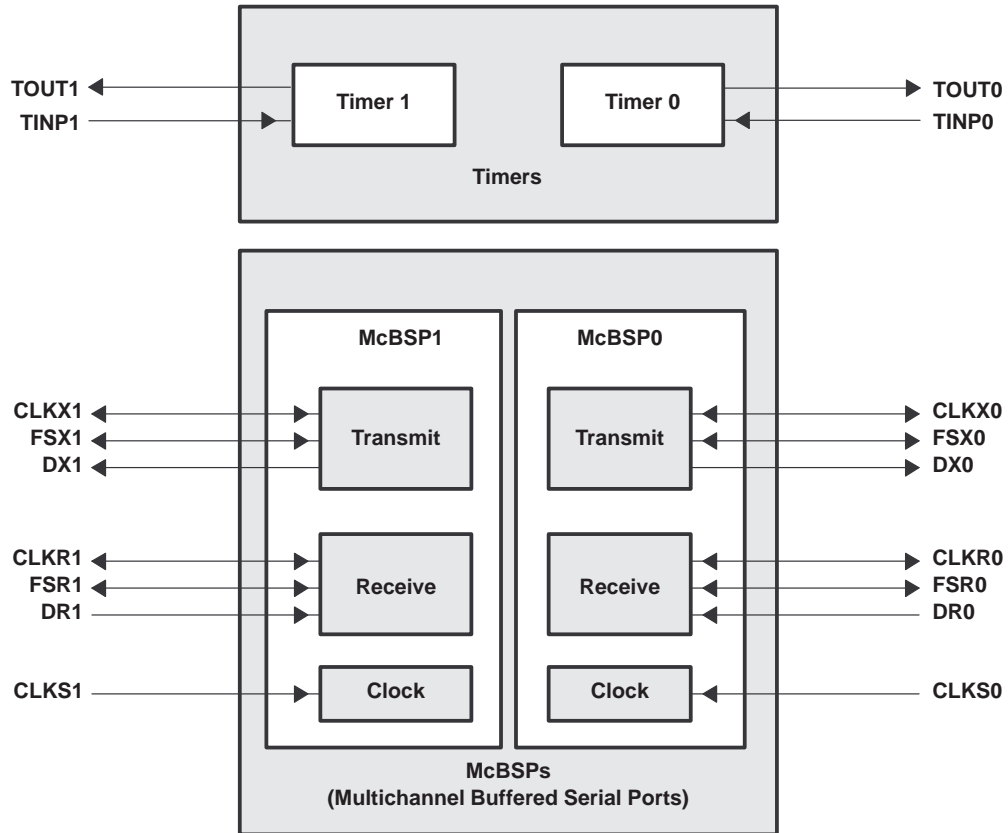 TOUT1
TINP1
Timer 1
Timer 0
TOUT0
TINP0
Timers
McBSP1
McBSP0
CLKX1
FSX1
DX1
Transmit
Transmit
CLKX0
FSX0
DX0
CLKR1
FSR1
DR1
Receive
Receive
CLKR0
FSR0
DR0
CLKS1
Clock
Clock
CLKS0
McBSPs
(Multichannel Buffered Serial Ports)